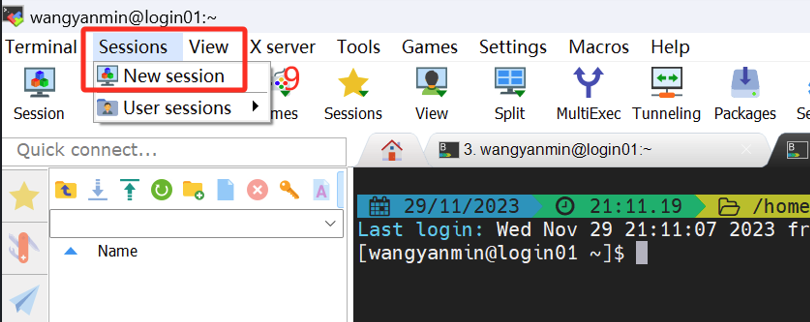 wangyanmin@login01:~
Terminal Sessions View X server Tools Games Settings Macros Help
New session
User sessions
9
Session mes Sessions View Split MultiExec Tunneling Packages Settings
Quick connect...
3. wangyanmin@login01:~
Name
29/11/2023 21:11.19 /home
Last login: Wed Nov 29 21:11:07 2023 fr
[wangyanmin@login01 ~]$